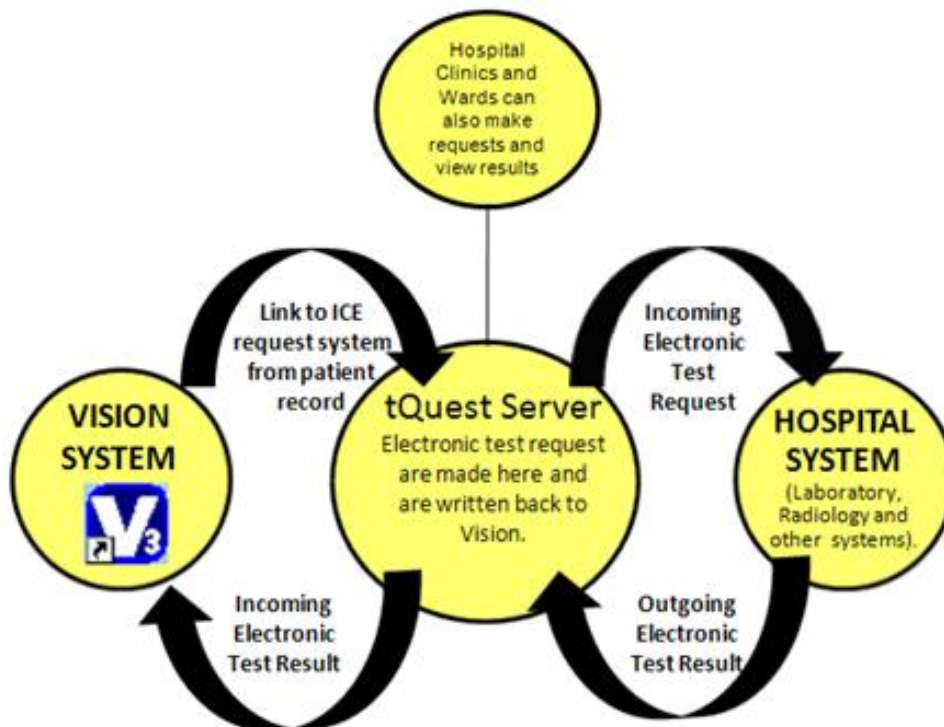 Hospital
Clinics and
Wards can
also make
requests and
view results
Link to ICE
request system
from patient
record
Incoming
Electronic
Test
Request
VISION
SYSTEM
V3
tQuest Server
Electronic test request
are made here and
are written back to
Vision.
HOSPITAL
SYSTEM
(Laboratory,
Radiology and
other systems).
Incoming
Electronic
Test Result
Outgoing
Electronic
Test Result